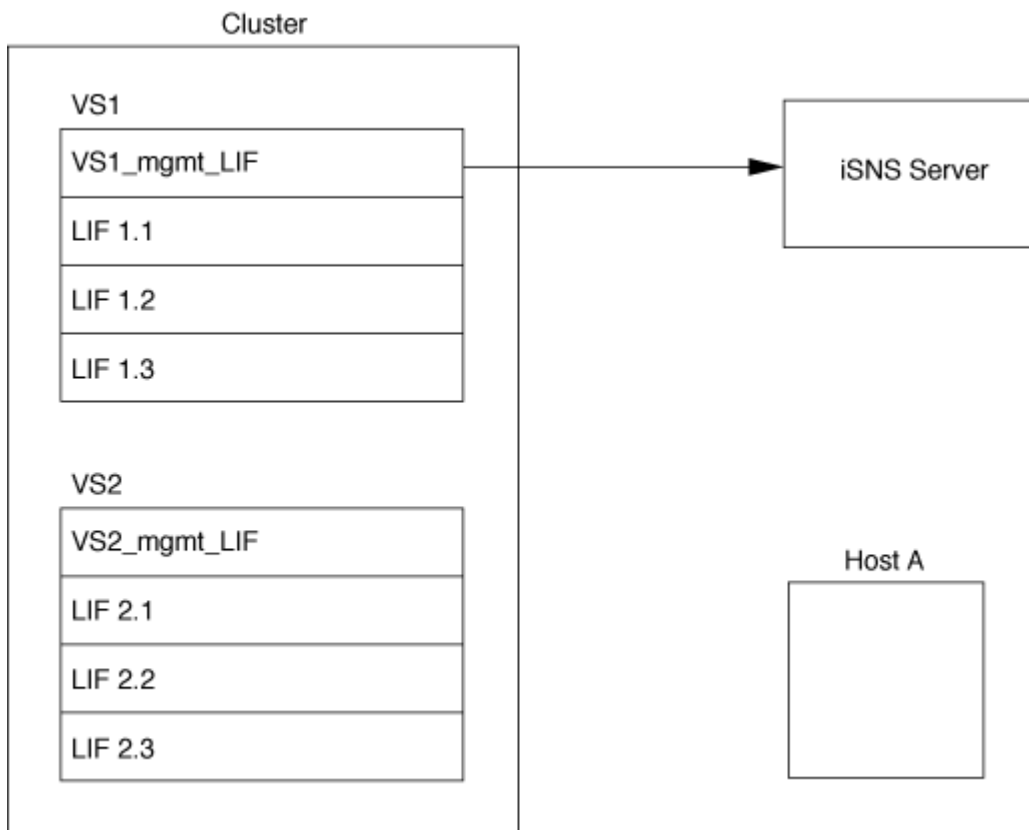 Cluster
VS1
VS1_mgmt_LIF
LIF 1.1
LIF 1.2
LIF 1.3
iSNS Server
VS2
VS2_mgmt_LIF
LIF 2.1
LIF 2.2
LIF 2.3
Host A